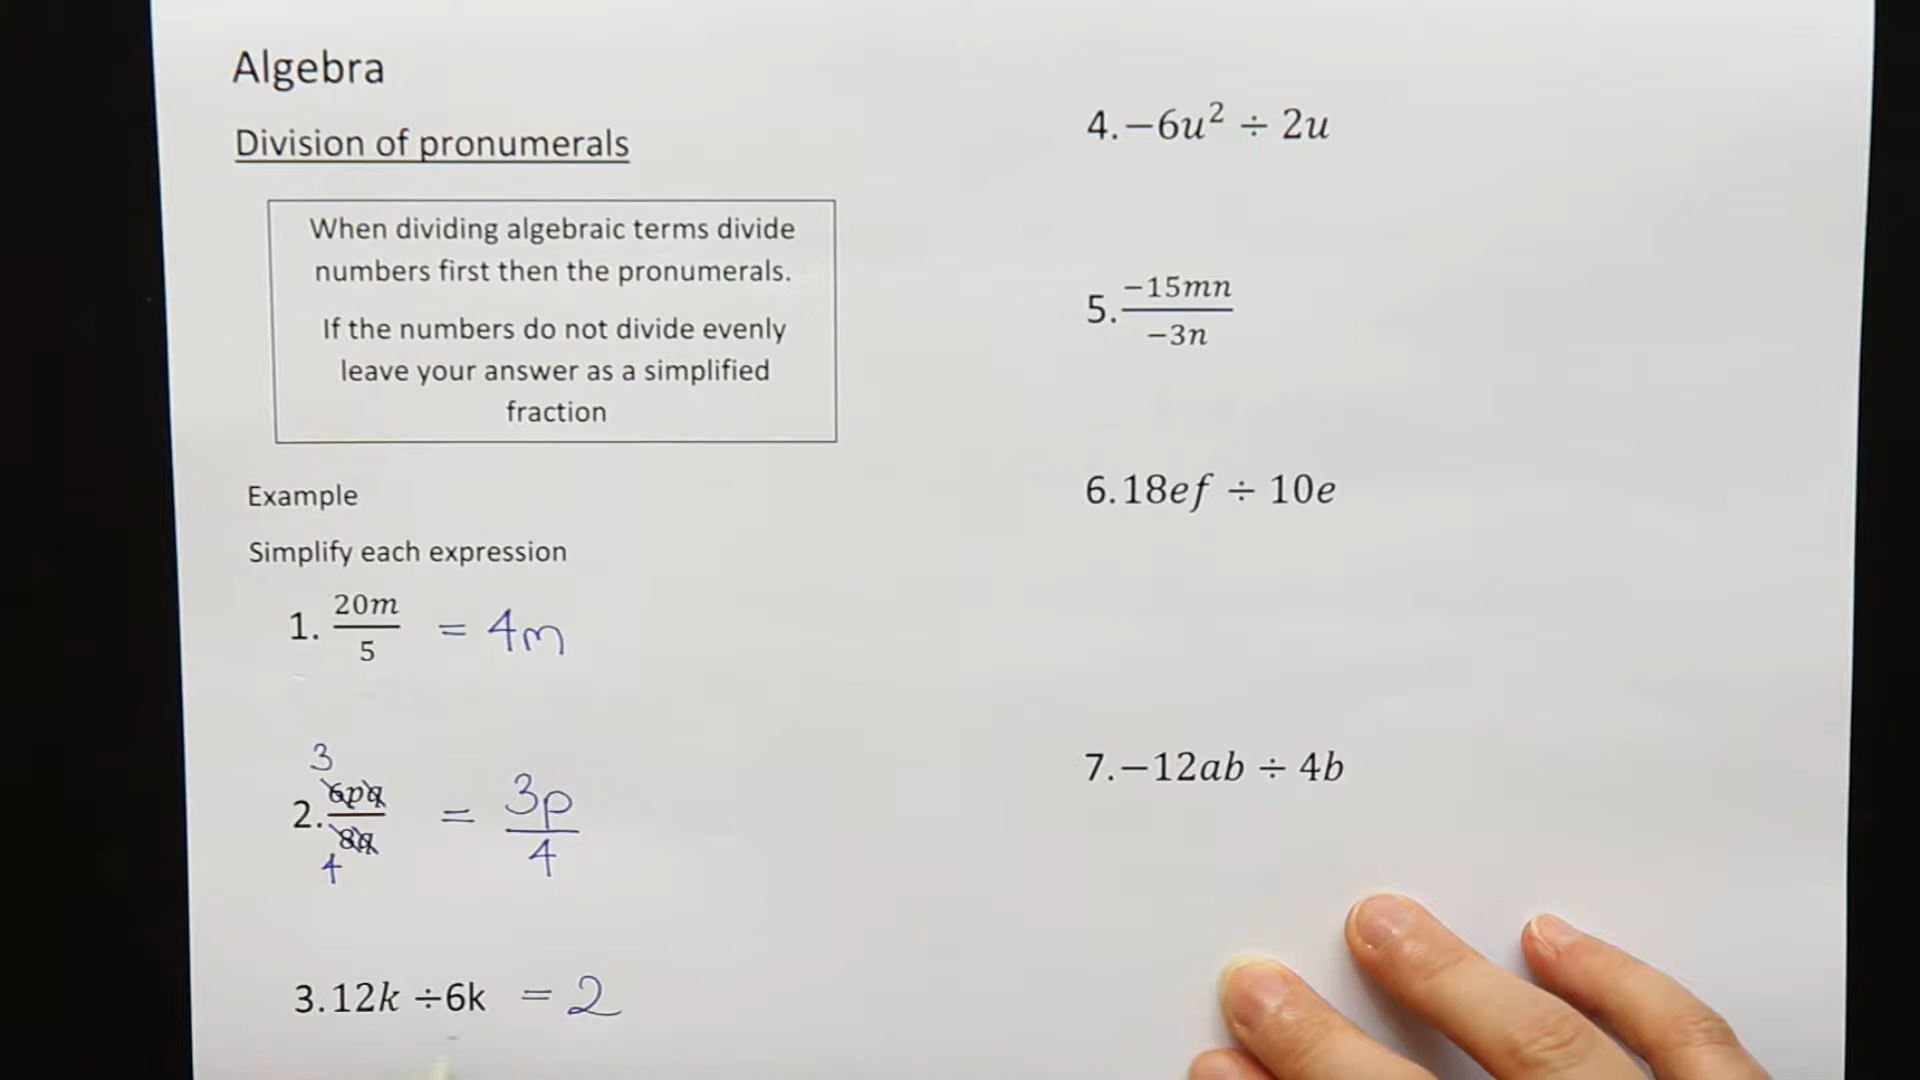 Algebra
Division of pronumerals
When dividing algebraic terms divide
numbers first then the pronumerals.
If the numbers do not divide evenly
leave your answer as a simplified
fraction
Example
Simplify each expression
1. 20m/5 = 4m
3
2. 6pq/8q = 3p/4
4
3. 12k ÷6k = 2
4. −6u² ÷ 2u
5. −15mn/−3n
6. 18ef ÷ 10e
7. −12ab ÷ 4b